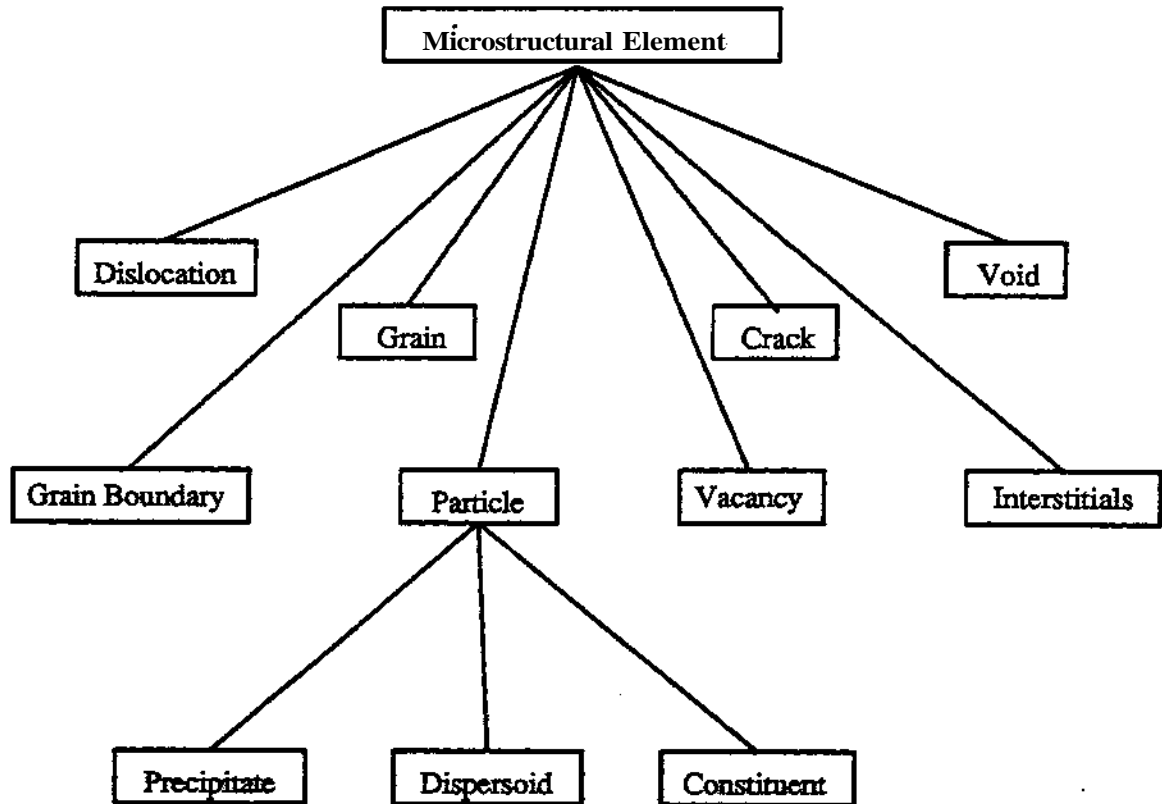 Microstructural Element
Dislocation
Void
Grain
Crack
Grain Boundary
Particle
Vacancy
Interstitials
Precipitate
Dispersoid
Constituent